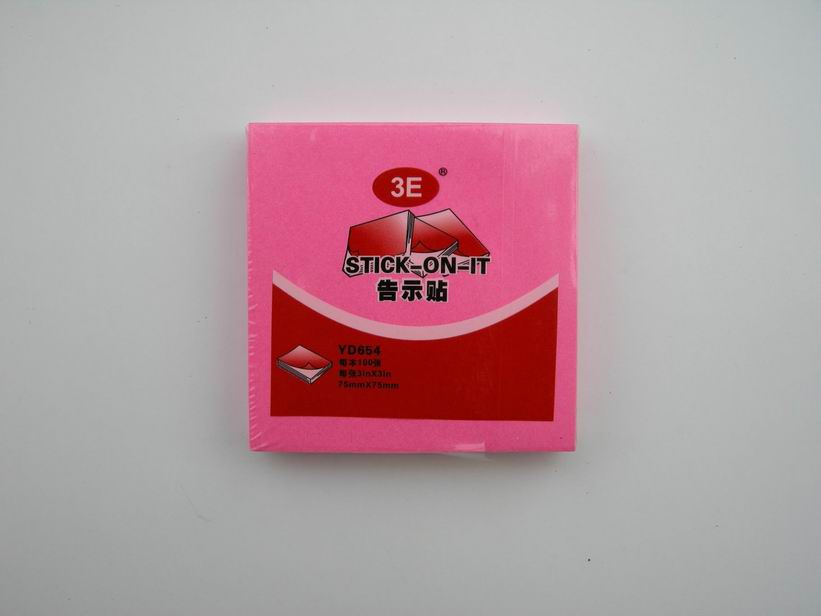 3E®
STICK-ON-IT
告示贴
YD654
每本100张
每张3inX3in
75mmX75mm